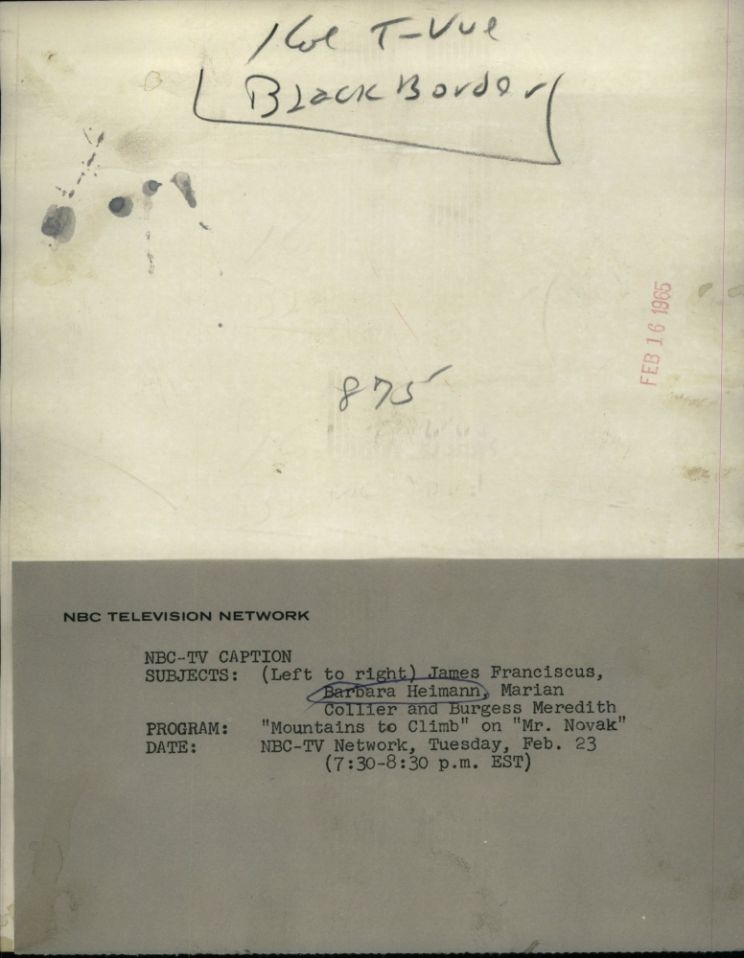 1 Col T-Vue
Black Border
FEB 16 1965
875
NBC TELEVISION NETWORK
NBC-TV CAPTION
SUBJECTS: (Left to right) James Franciscus,
Barbara Heimann, Marian
Collier and Burgess Meredith
PROGRAM: "Mountains to Climb" on "Mr. Novak"
DATE: NBC-TV Network, Tuesday, Feb. 23
(7:30-8:30 p.m. EST)